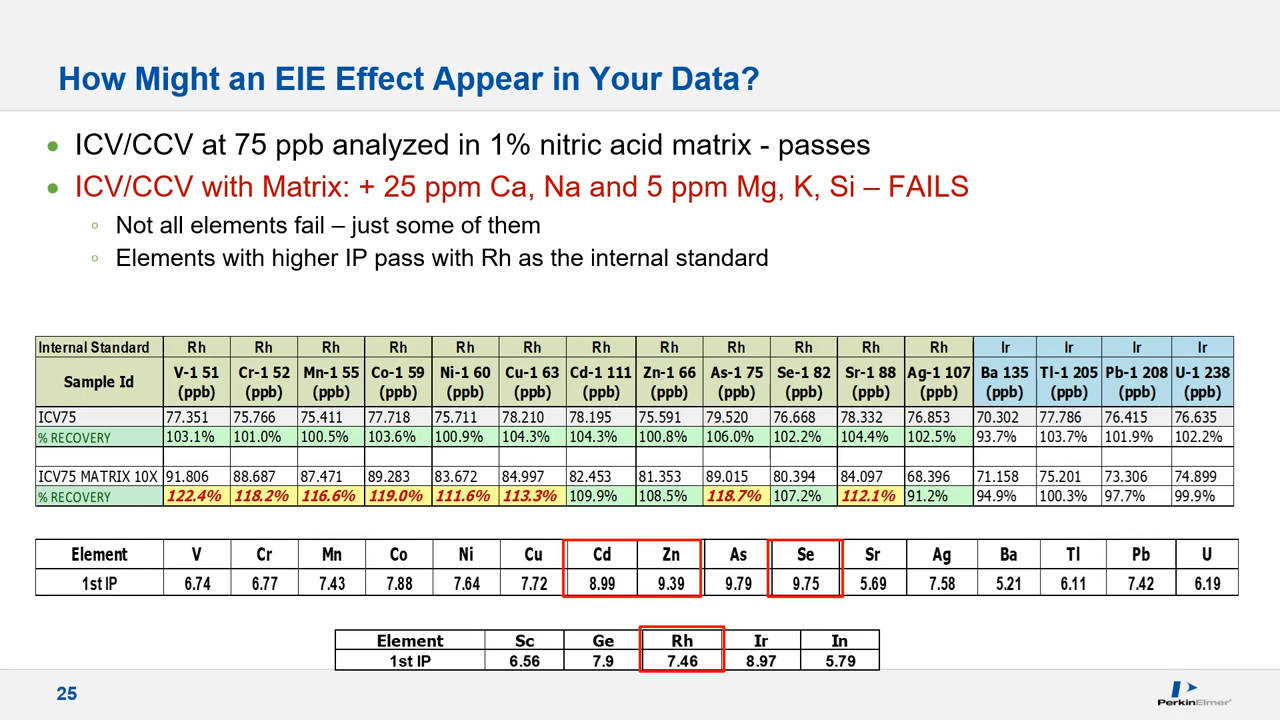 How Might an EIE Effect Appear in Your Data?
• ICV/CCV at 75 ppb analyzed in 1% nitric acid matrix - passes
• ICV/CCV with Matrix: + 25 ppm Ca, Na and 5 ppm Mg, K, Si – FAILS
◦ Not all elements fail – just some of them
◦ Elements with higher IP pass with Rh as the internal standard
Internal Standard Rh Rh Rh Rh Rh Rh Rh Rh Rh Rh Rh Rh Ir Ir Ir Ir
Sample Id V-1 51 (ppb) Cr-1 52 (ppb) Mn-1 55 (ppb) Co-1 59 (ppb) Ni-1 60 (ppb) Cu-1 63 (ppb) Cd-1 111 (ppb) Zn-1 66 (ppb) As-1 75 (ppb) Se-1 82 (ppb) Sr-1 88 (ppb) Ag-1 107 (ppb) Ba 135 (ppb) Tl-1 205 (ppb) Pb-1 208 (ppb) U-1 238 (ppb)
ICV75 77.351 75.766 75.411 77.718 75.711 78.210 78.195 75.591 79.520 76.668 78.332 76.853 70.302 77.786 76.415 76.635
% RECOVERY 103.1% 101.0% 100.5% 103.6% 100.9% 104.3% 104.3% 100.8% 106.0% 102.2% 104.4% 102.5% 93.7% 103.7% 101.9% 102.2%
ICV75 MATRIX 10X 91.806 88.687 87.471 89.283 83.672 84.997 82.453 81.353 89.015 80.394 84.097 68.396 71.158 75.201 73.306 74.899
% RECOVERY 122.4% 118.2% 116.6% 119.0% 111.6% 113.3% 109.9% 108.5% 118.7% 107.2% 112.1% 91.2% 94.9% 100.3% 97.7% 99.9%
Element V Cr Mn Co Ni Cu Cd Zn As Se Sr Ag Ba Tl Pb U
1st IP 6.74 6.77 7.43 7.88 7.64 7.72 8.99 9.39 9.79 9.75 5.69 7.58 5.21 6.11 7.42 6.19
Element Sc Ge Rh Ir In
1st IP 6.56 7.9 7.46 8.97 5.79
25
PerkinElmer